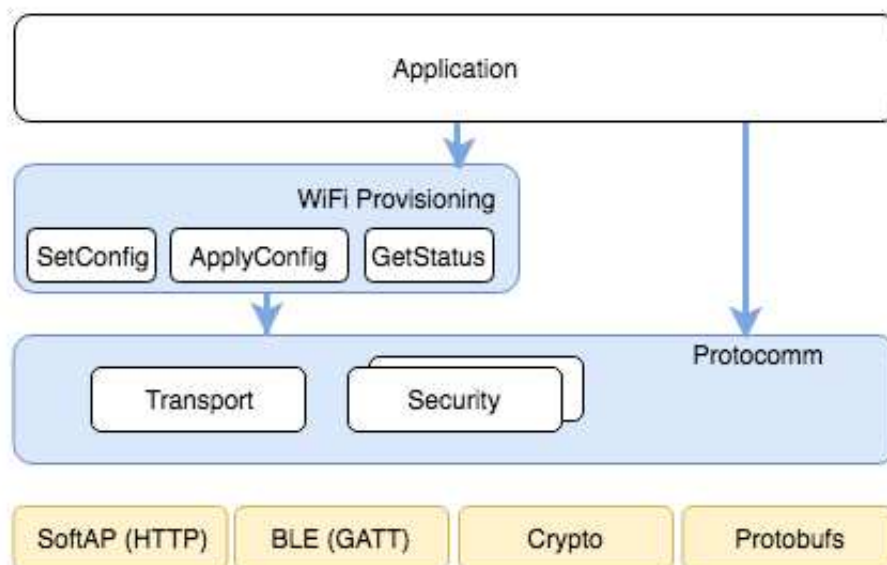 Application
WiFi Provisioning
SetConfig ApplyConfig GetStatus
Protocomm
Transport Security
SoftAP (HTTP) BLE (GATT) Crypto Protobufs